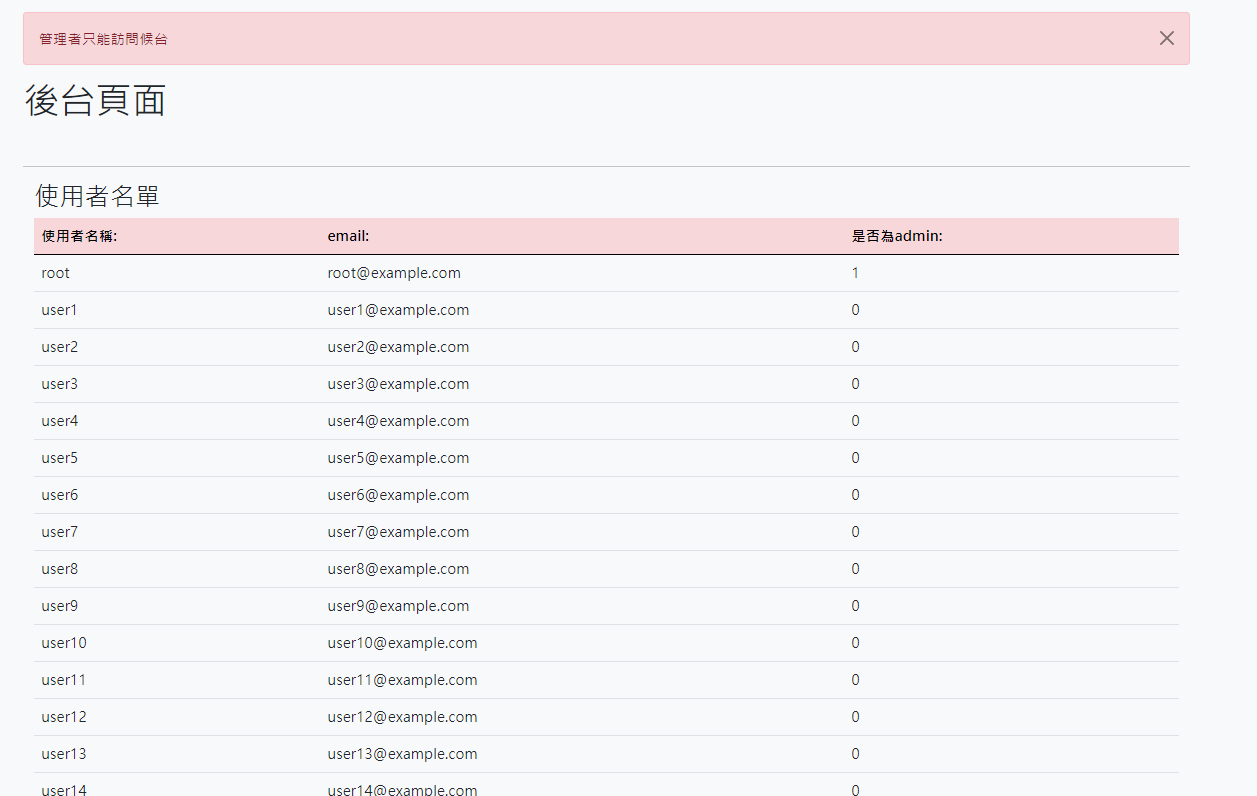 管理者只能訪問候台
後台頁面
使用者名單
使用者名稱: email: 是否為admin:
root root@example.com 1
user1 user1@example.com 0
user2 user2@example.com 0
user3 user3@example.com 0
user4 user4@example.com 0
user5 user5@example.com 0
user6 user6@example.com 0
user7 user7@example.com 0
user8 user8@example.com 0
user9 user9@example.com 0
user10 user10@example.com 0
user11 user11@example.com 0
user12 user12@example.com 0
user13 user13@example.com 0
user14 user14@example.com 0